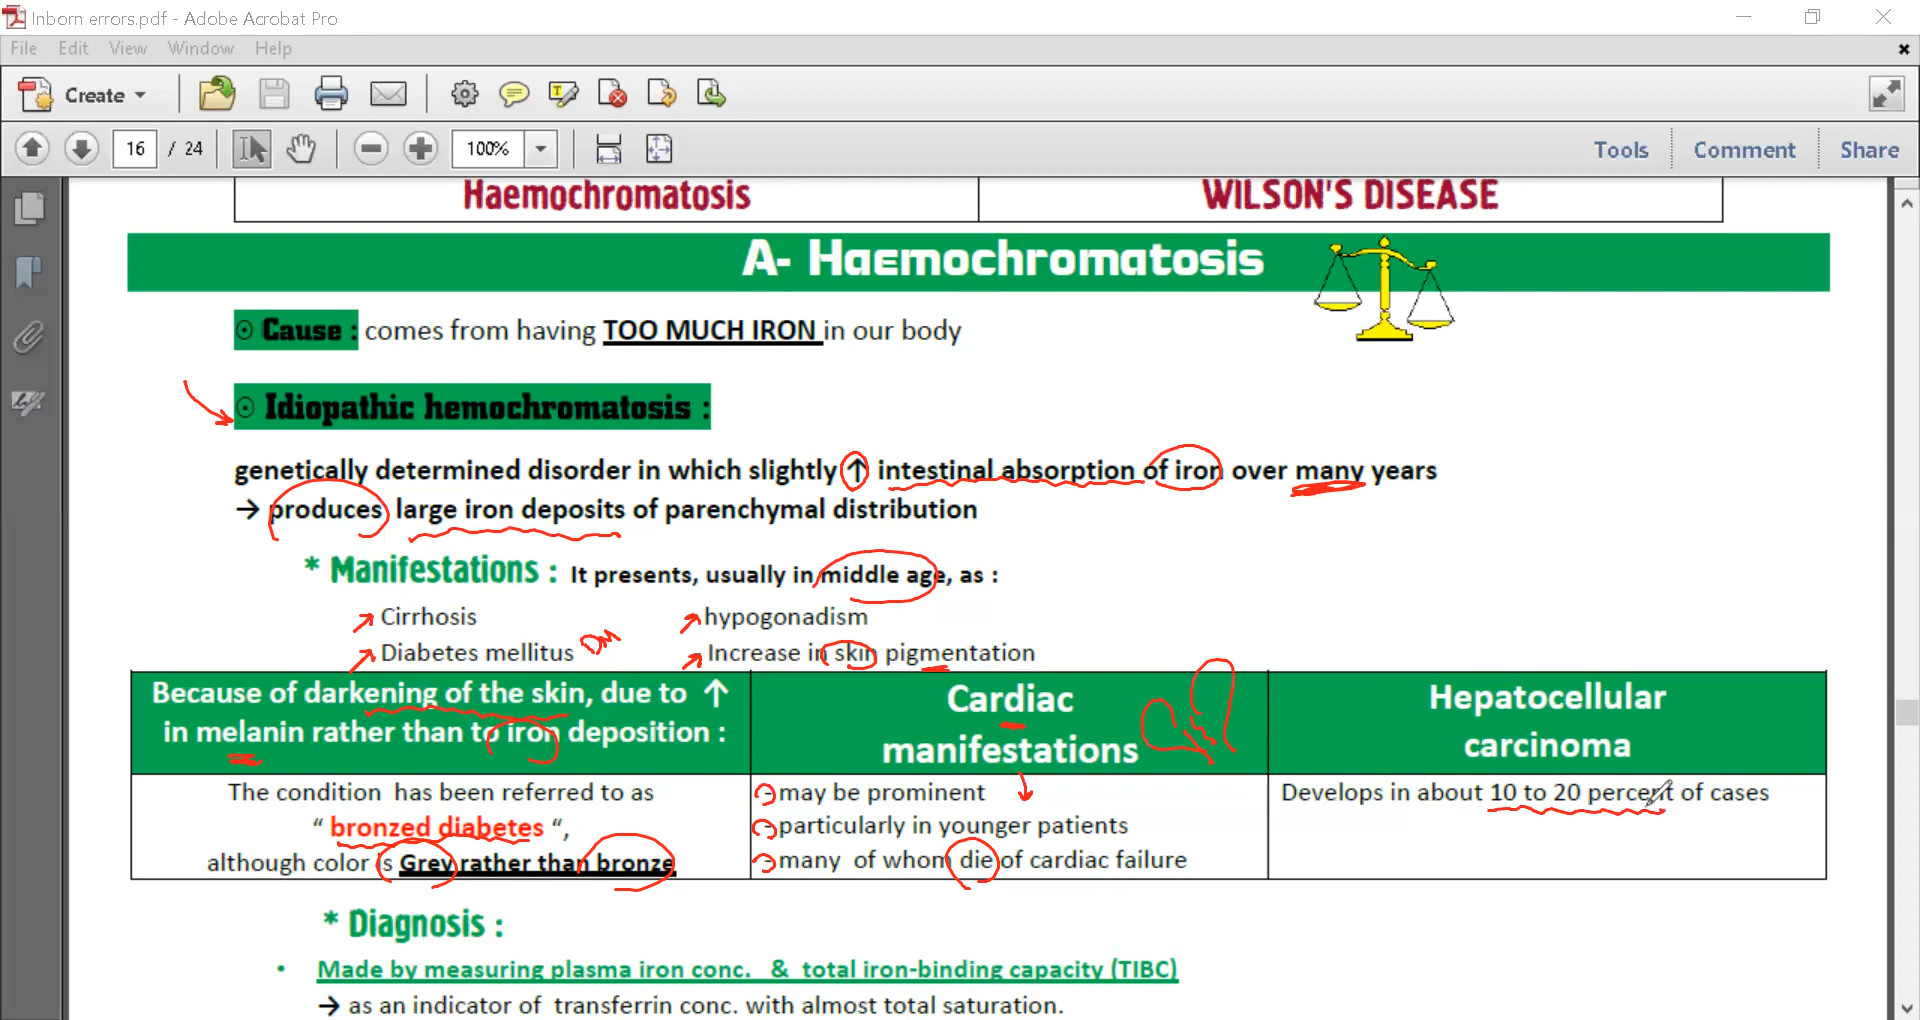 Inborn errors.pdf - Adobe Acrobat Pro
File Edit View Window Help
Create
16 / 24 100% Tools Comment Share
Haemochromatosis WILSON'S DISEASE
A- Haemochromatosis
⊙ Cause : comes from having TOO MUCH IRON in our body
⊙ Idiopathic hemochromatosis :
genetically determined disorder in which slightly ↑ intestinal absorption of iron over many years
→ produces large iron deposits of parenchymal distribution
* Manifestations : It presents, usually in middle age, as :
Cirrhosis hypogonadism
Diabetes mellitus DM Increase in skin pigmentation
Because of darkening of the skin, due to ↑
in melanin rather than to iron deposition :
Cardiac
manifestations
Hepatocellular
carcinoma
The condition has been referred to as
“ bronzed diabetes “,
although color is Grey rather than bronze
- may be prominent
- particularly in younger patients
- many of whom die of cardiac failure
Develops in about 10 to 20 percent of cases
* Diagnosis :
• Made by measuring plasma iron conc. & total iron-binding capacity (TIBC)
→ as an indicator of transferrin conc. with almost total saturation.